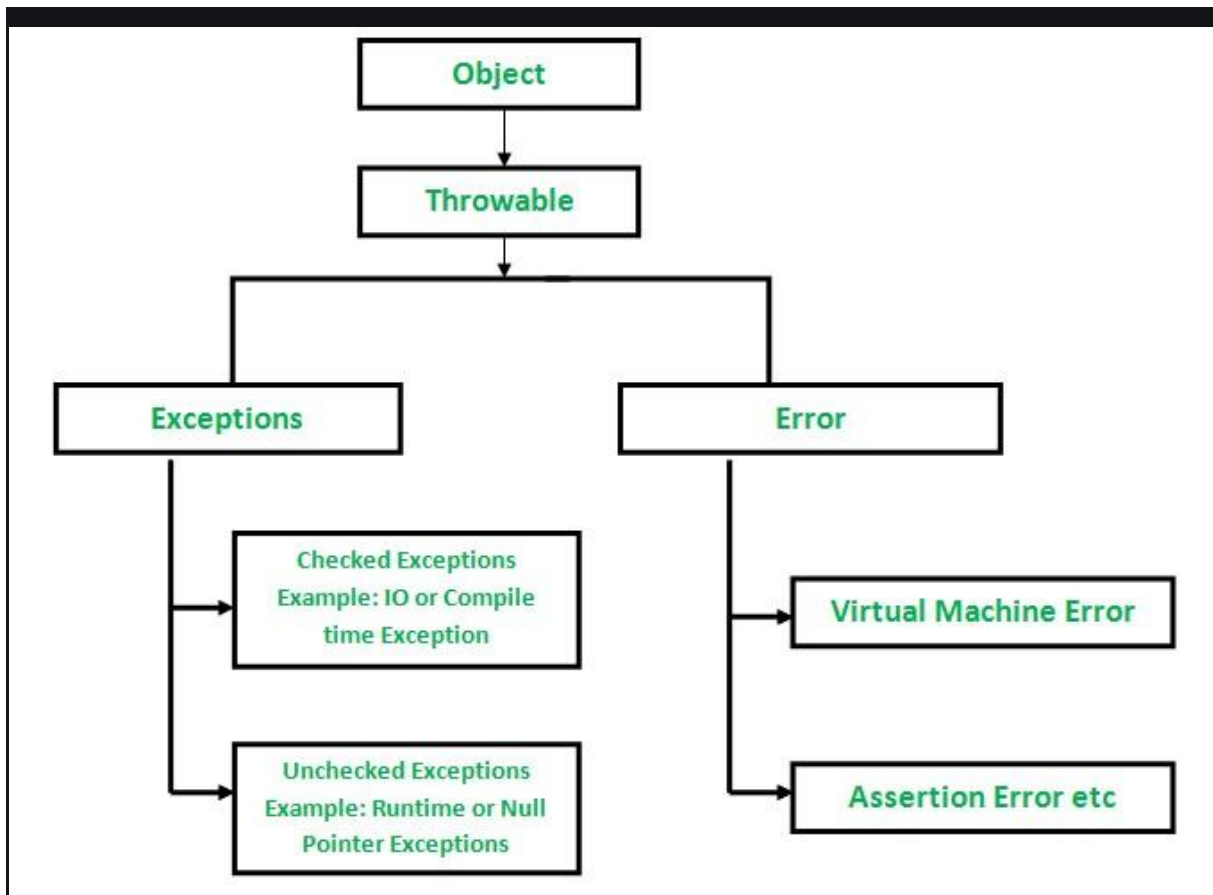 Object
Throwable
Exceptions
Error
Checked Exceptions
Example: IO or Compile
time Exception
Virtual Machine Error
Unchecked Exceptions
Example: Runtime or Null
Pointer Exceptions
Assertion Error etc